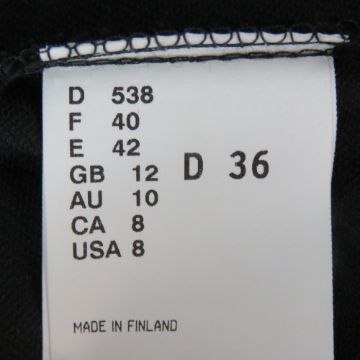 D 538
F 40
E 42
GB 12
AU 10
CA 8
USA 8
D 36
MADE IN FINLAND